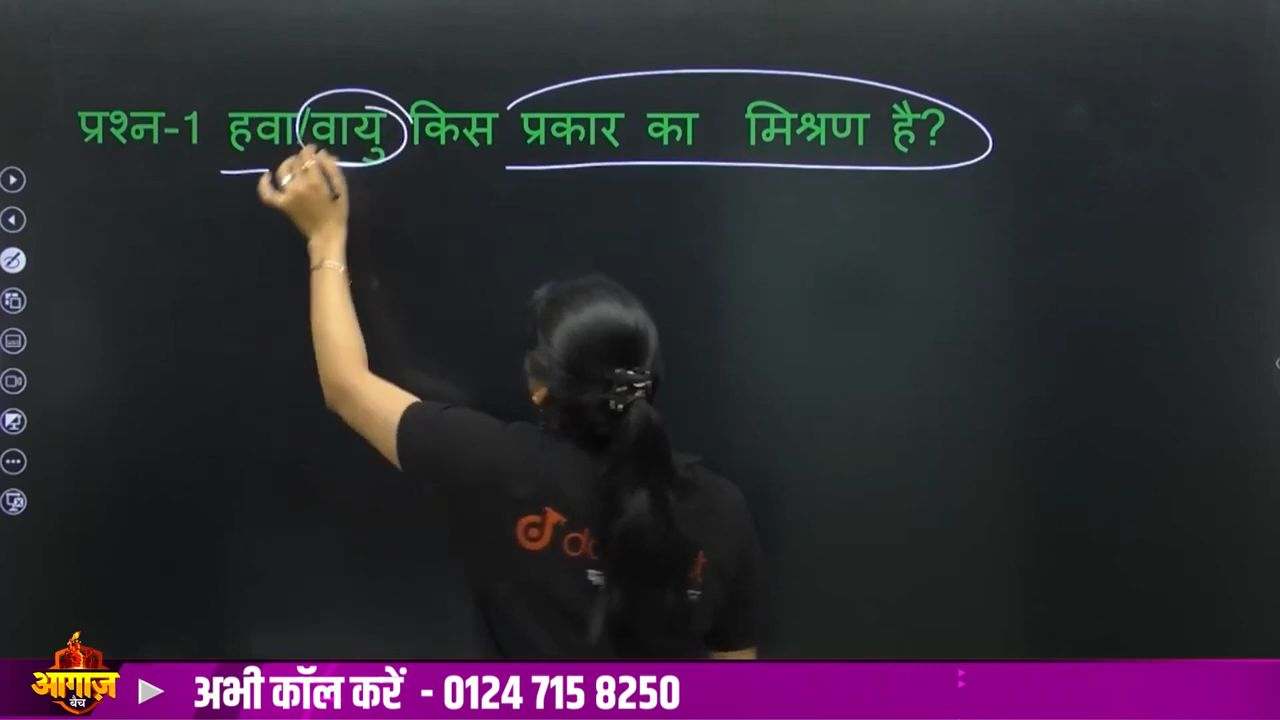 प्रश्न-1 हवा/वायु किस प्रकार का मिश्रण है?
आगाज़
बैच
अभी कॉल करें - 0124 715 8250